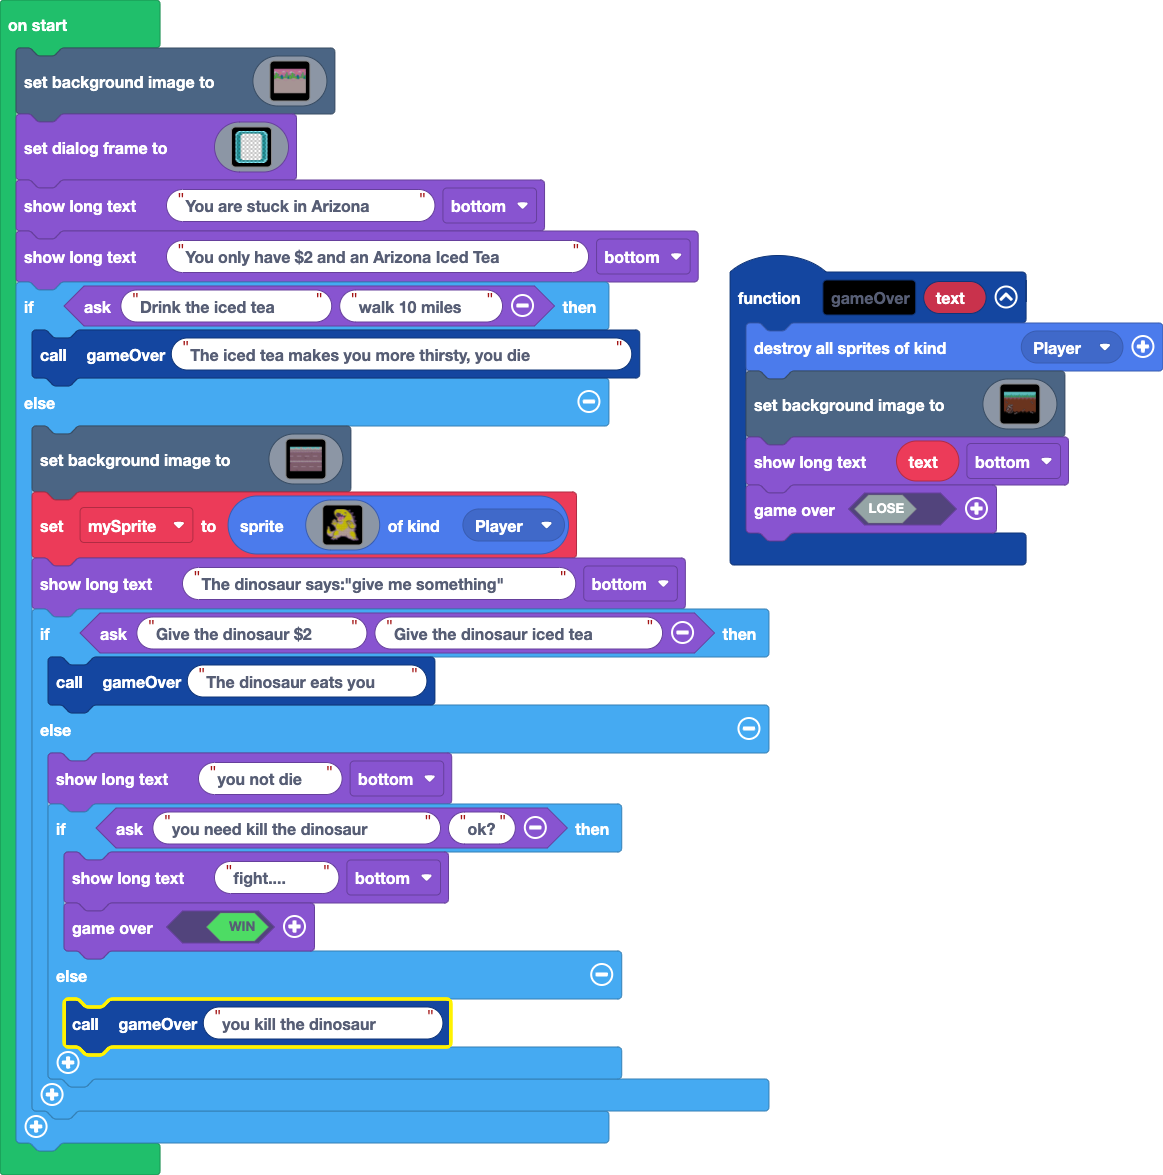 on start
set background image to
set dialog frame to
show long text "You are stuck in Arizona" bottom
show long text "You only have $2 and an Arizona Iced Tea" bottom
if ask "Drink the iced tea" "walk 10 miles" then
call gameOver "The iced tea makes you more thirsty, you die"
else
set background image to
set mySprite to sprite of kind Player
show long text "The dinosaur says:"give me something"" bottom
if ask "Give the dinosaur $2" "Give the dinosaur iced tea" then
call gameOver "The dinosaur eats you"
else
show long text "you not die" bottom
if ask "you need kill the dinosaur" "ok?" then
show long text "fight...." bottom
game over WIN
else
call gameOver "you kill the dinosaur"
function gameOver text
destroy all sprites of kind Player
set background image to
show long text text bottom
game over LOSE